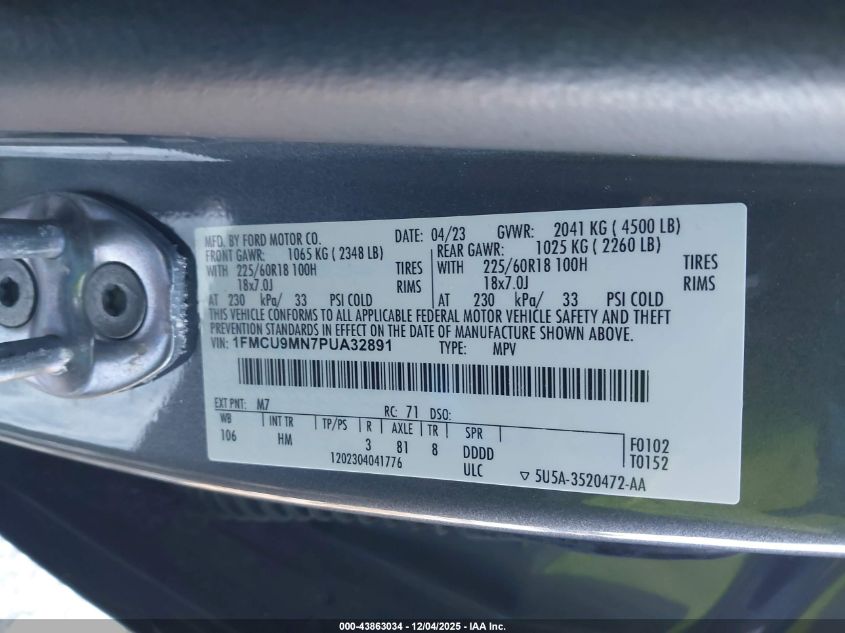 MFD. BY FORD MOTOR CO. DATE: 04/23 GVWR: 2041 KG ( 4500 LB)
FRONT GAWR: 1065 KG ( 2348 LB) REAR GAWR: 1025 KG ( 2260 LB)
WITH 225/60R18 100H TIRES WITH 225/60R18 100H TIRES
18x7.0J RIMS 18x7.0J RIMS
AT 230 kPa/ 33 PSI COLD AT 230 kPa/ 33 PSI COLD
THIS VEHICLE CONFORMS TO ALL APPLICABLE FEDERAL MOTOR VEHICLE SAFETY AND THEFT
PREVENTION STANDARDS IN EFFECT ON THE DATE OF MANUFACTURE SHOWN ABOVE.
VIN: 1FMCU9MN7PUA32891 TYPE: MPV
EXT PNT: M7 RC: 71 DSO:
WB INT TR TP/PS R AXLE TR SPR
106 HM 3 81 8 DDDD F0102
1202304041776 ULC T0152
▽ 5U5A-3520472-AA
000-43863034 - 12/04/2025 - IAA Inc.